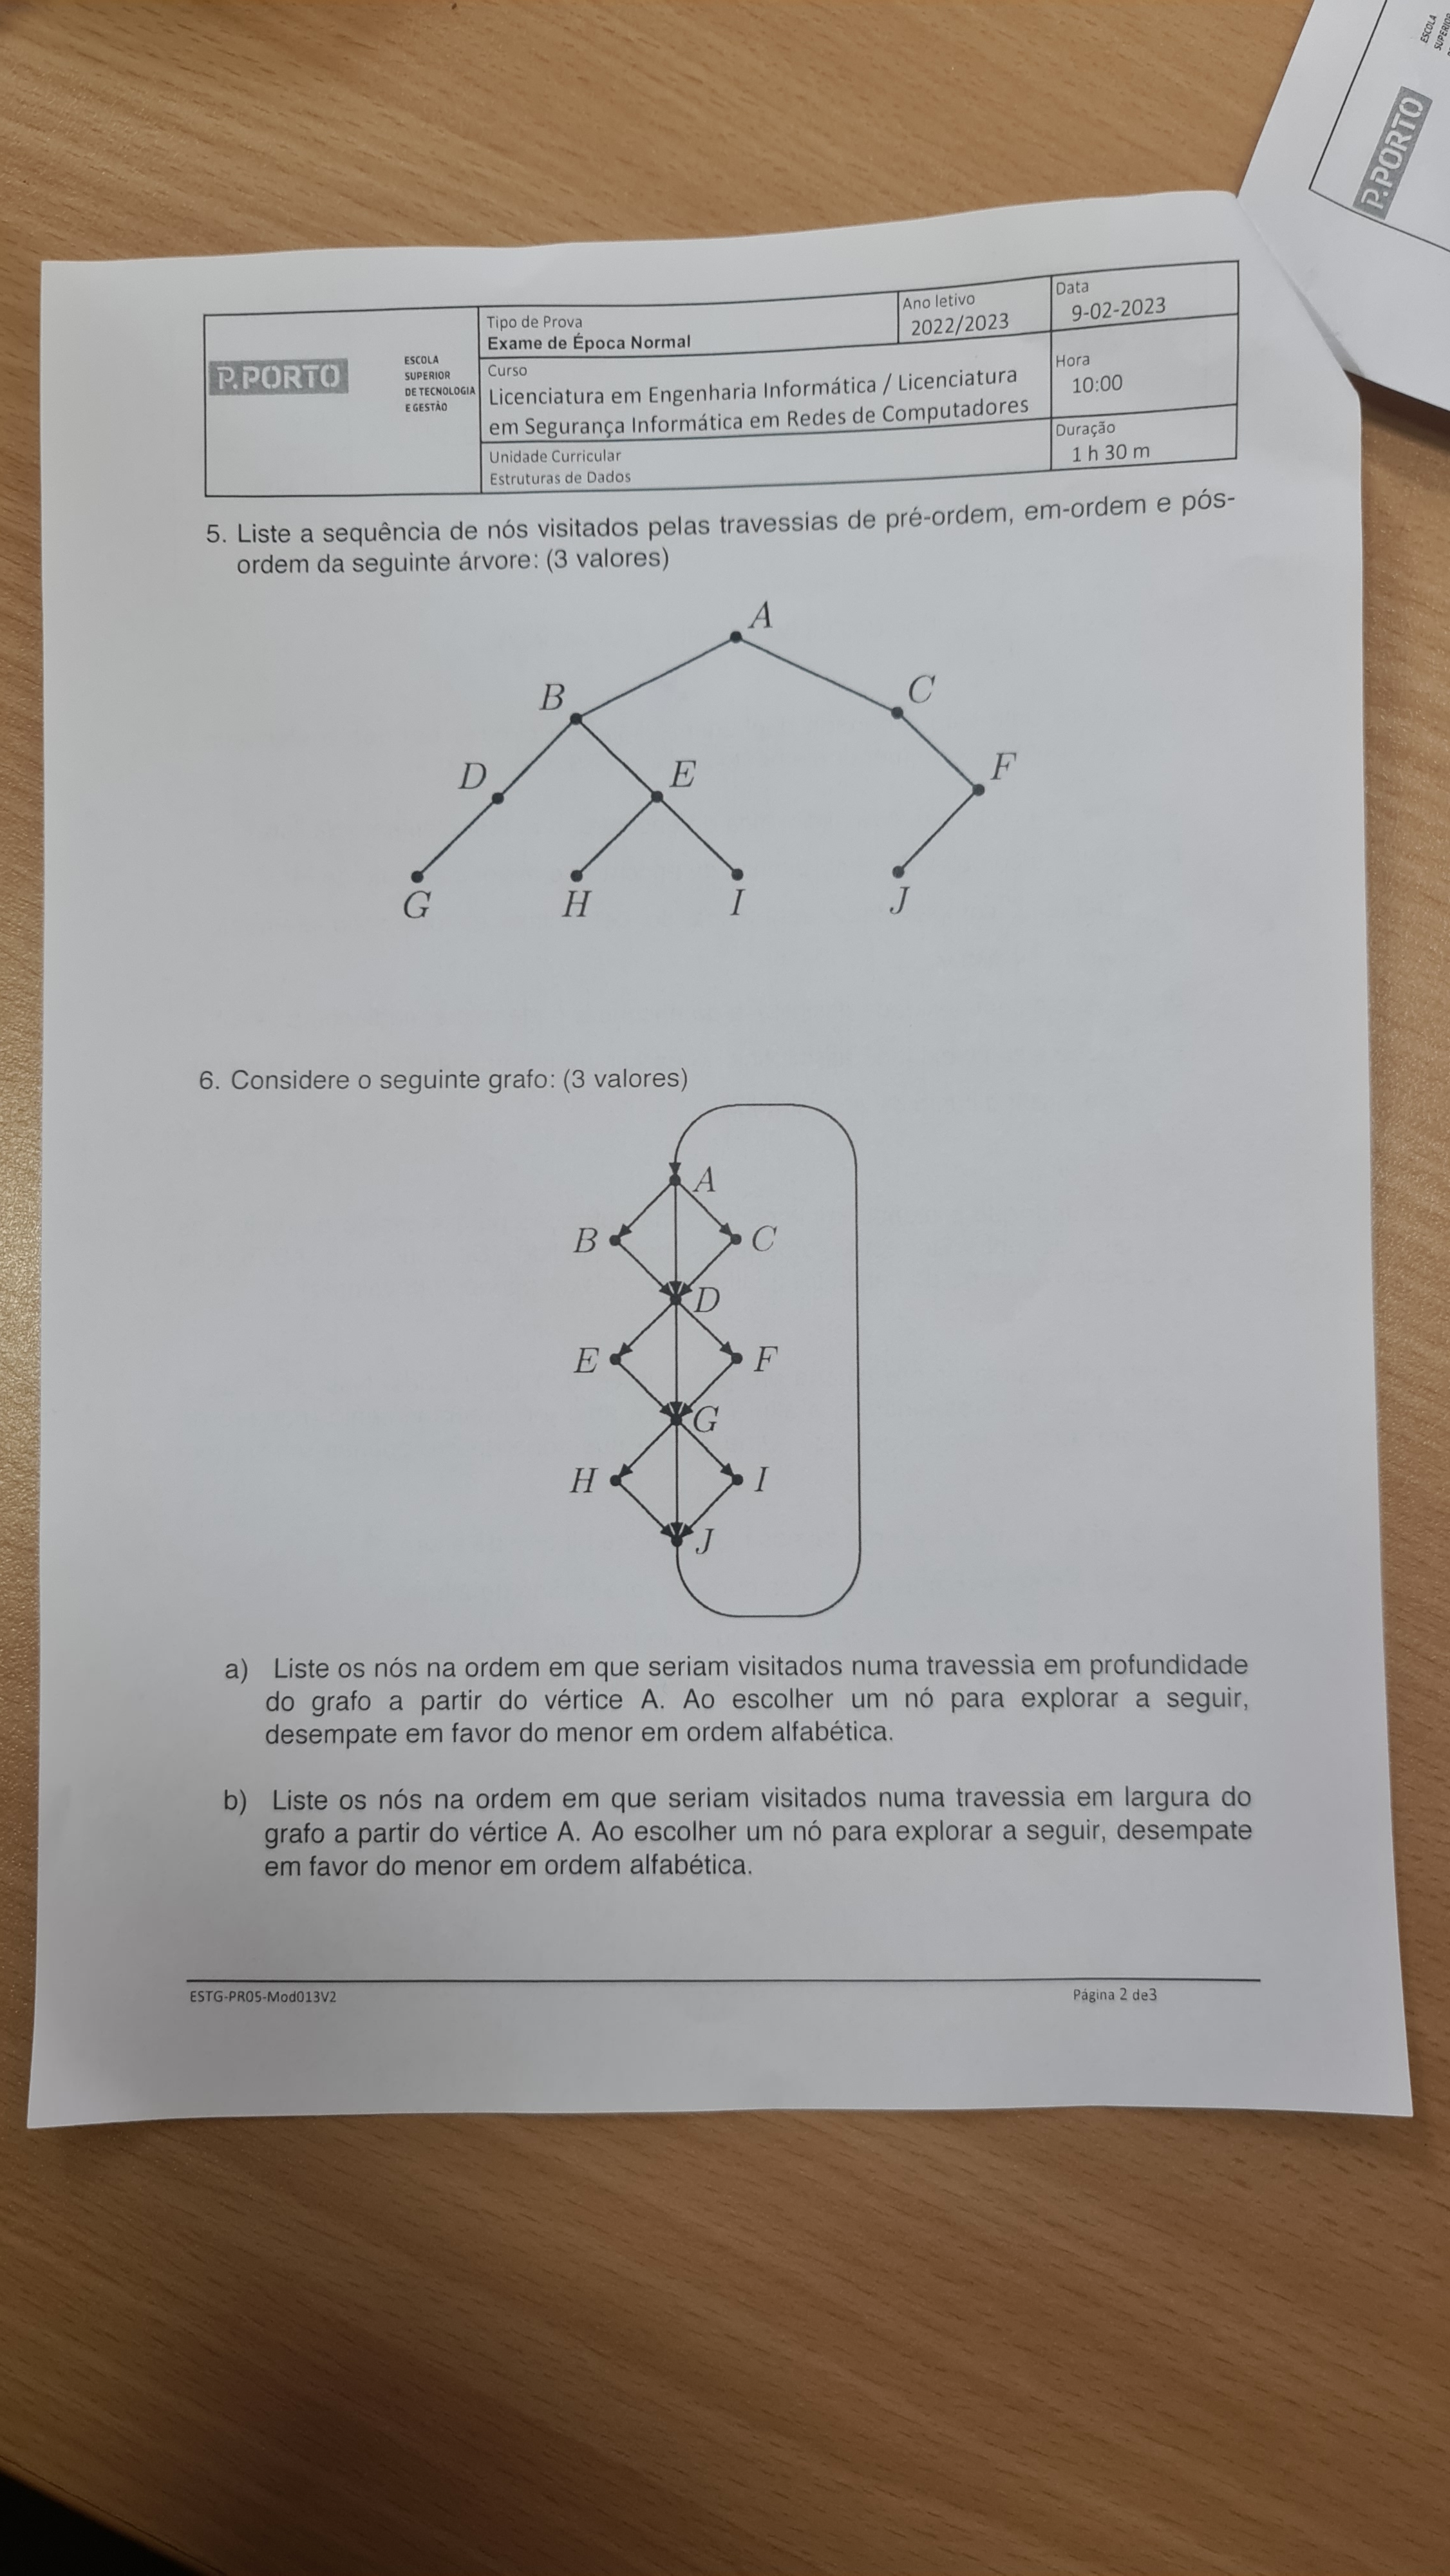 P.PORTO
ESCOLA
P.PORTO
ESCOLA
SUPERIOR
DE TECNOLOGIA
E GESTÃO
Tipo de Prova
Exame de Época Normal
Ano letivo
2022/2023
Data
9-02-2023
Curso
Licenciatura em Engenharia Informática / Licenciatura
em Segurança Informática em Redes de Computadores
Hora
10:00
Unidade Curricular
Estruturas de Dados
Duração
1 h 30 m
5. Liste a sequência de nós visitados pelas travessias de pré-ordem, em-ordem e pós-
ordem da seguinte árvore: (3 valores)
A
B
C
D
E
F
G
H
I
J
6. Considere o seguinte grafo: (3 valores)
A
B
C
D
E
F
G
H
I
J
a) Liste os nós na ordem em que seriam visitados numa travessia em profundidade
do grafo a partir do vértice A. Ao escolher um nó para explorar a seguir,
desempate em favor do menor em ordem alfabética.
b) Liste os nós na ordem em que seriam visitados numa travessia em largura do
grafo a partir do vértice A. Ao escolher um nó para explorar a seguir, desempate
em favor do menor em ordem alfabética.
ESTG-PR05-Mod013V2
Página 2 de3